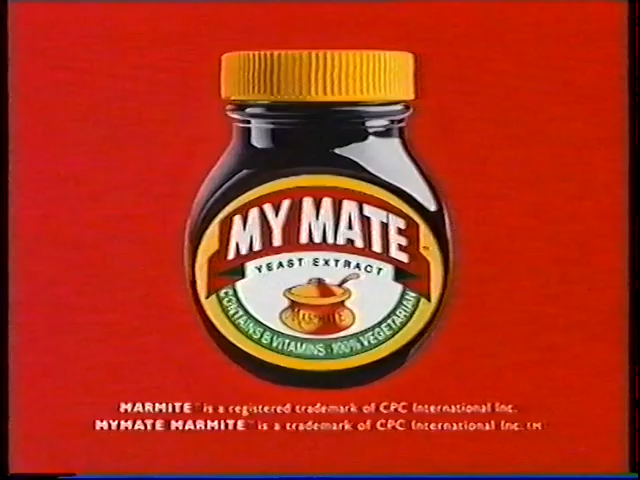 MY MATE
YEAST EXTRACT
MARMITE
CONTAINS B VITAMINS · 100% VEGETARIAN
MARMITE™ is a registered trademark of CPC International Inc.
MYMATE MARMITE™ is a trademark of CPC International Inc. TM